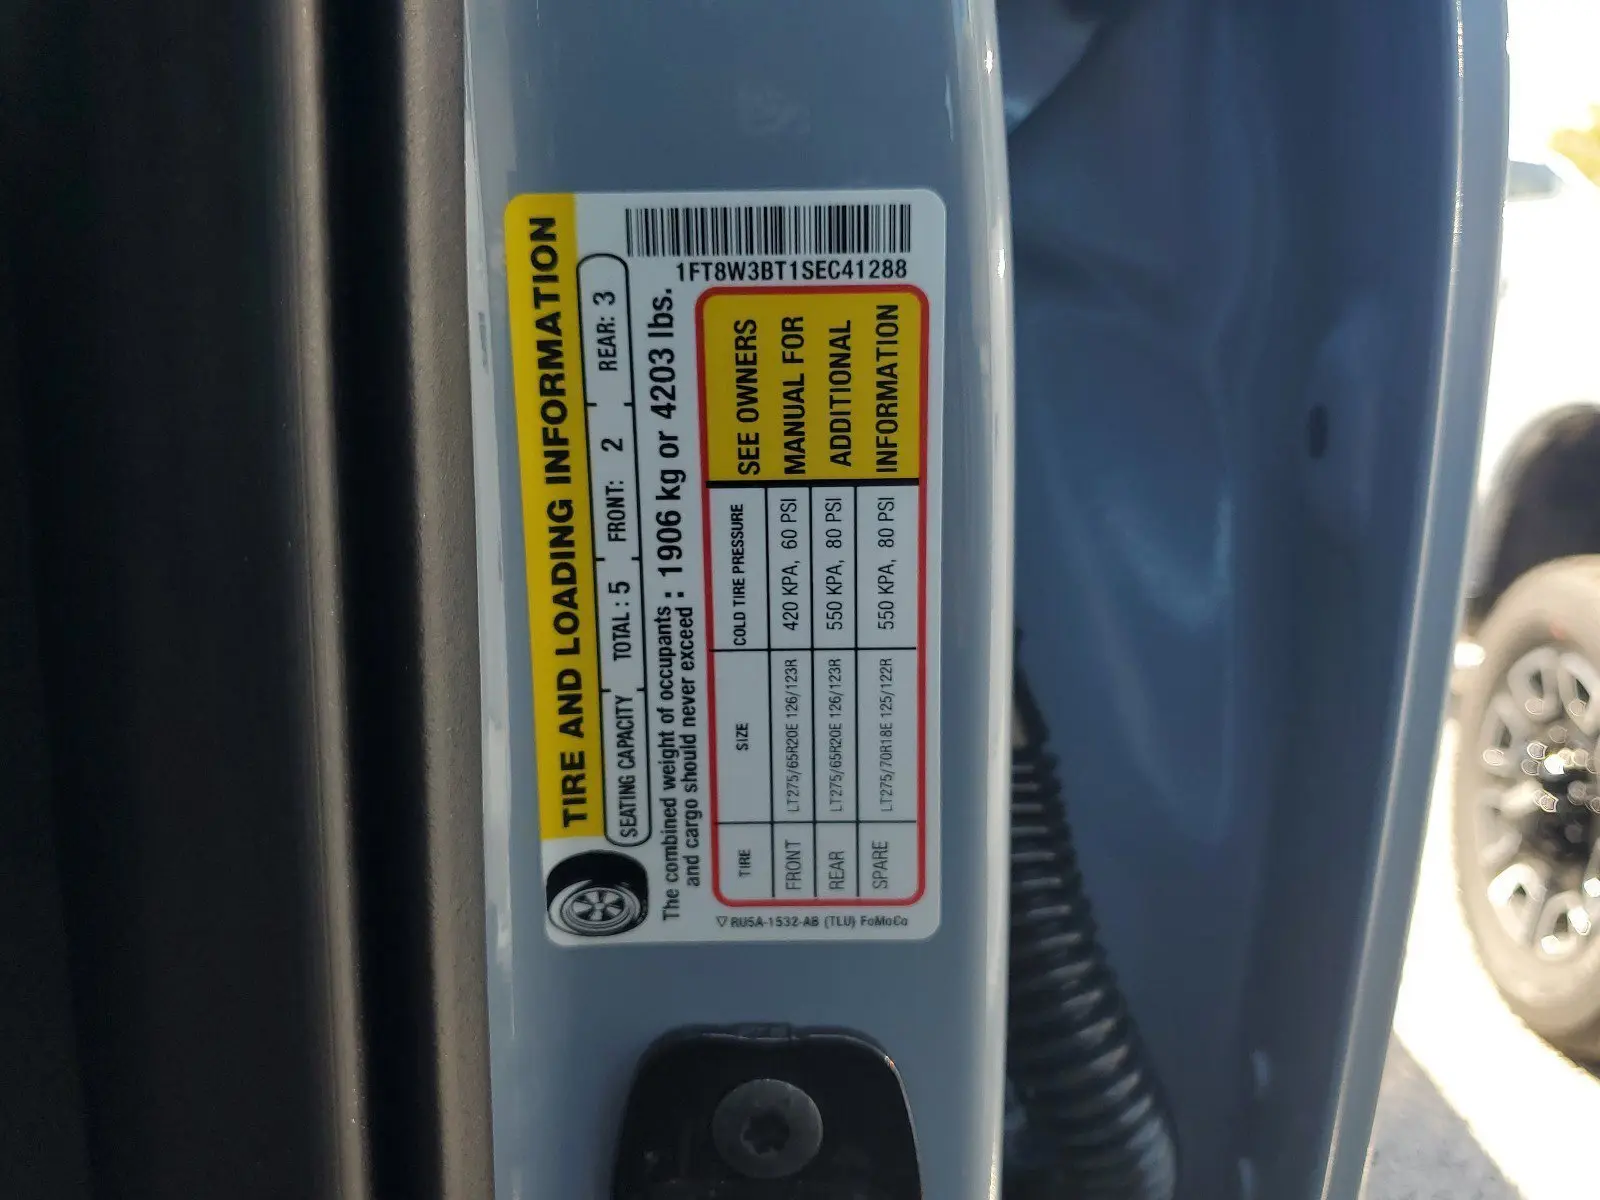 TIRE AND LOADING INFORMATION
SEATING CAPACITY TOTAL : 5 FRONT: 2 REAR: 3
The combined weight of occupants
and cargo should never exceed : 1906 kg or 4203 lbs.
1FT8W3BT1SEC41288
TIRE SIZE COLD TIRE PRESSURE
FRONT LT275/65R20E 126/123R 420 KPA, 60 PSI
REAR LT275/65R20E 126/123R 550 KPA, 80 PSI
SPARE LT275/70R18E 125/122R 550 KPA, 80 PSI
SEE OWNERS
MANUAL FOR
ADDITIONAL
INFORMATION
▽ RU5A-1532-AB (TLU) FoMoCo